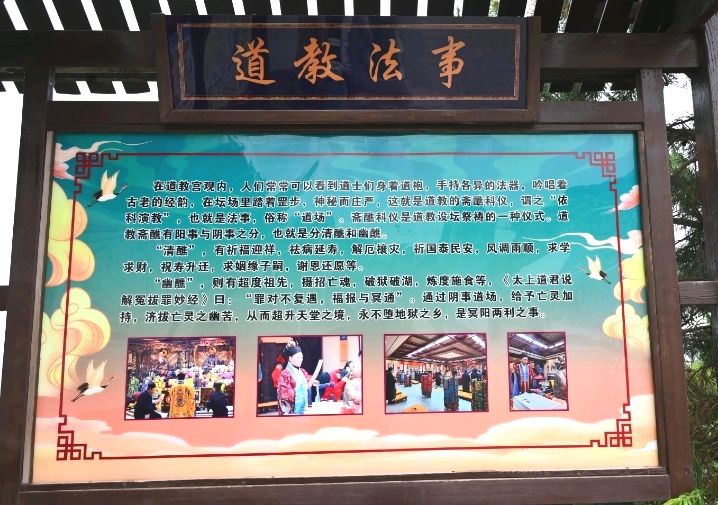 道教法事
在道教宫观内，人们常常可以看到道士们身着道袍，手持各异的法器，吟唱着
古老的经韵，在坛场里踏着罡步，神秘而庄严，这就是道教的斋醮科仪，谓之“依
科演教”，也就是法事，俗称“道场”。斋醮科仪是道教设坛祭祷的一种仪式。道
教斋醮有阳事与阴事之分，也就是分清醮和幽醮。
“清醮”，有祈福迎祥，祛病延寿，解厄禳灾，祈国泰民安，风调雨顺，求学
求财，祝寿升迁，求姻缘子嗣，谢恩还愿等。
“幽醮”，则有超度祖先，摄招亡魂，破狱破湖，炼度施食等，《太上道君说
解冤拔罪妙经》曰：“罪对不复遇，福报与冥通”。通过阴事道场，给予亡灵加
持，济拔亡灵之幽苦，从而超升天堂之境，永不堕地狱之乡，是冥阳两利之事。